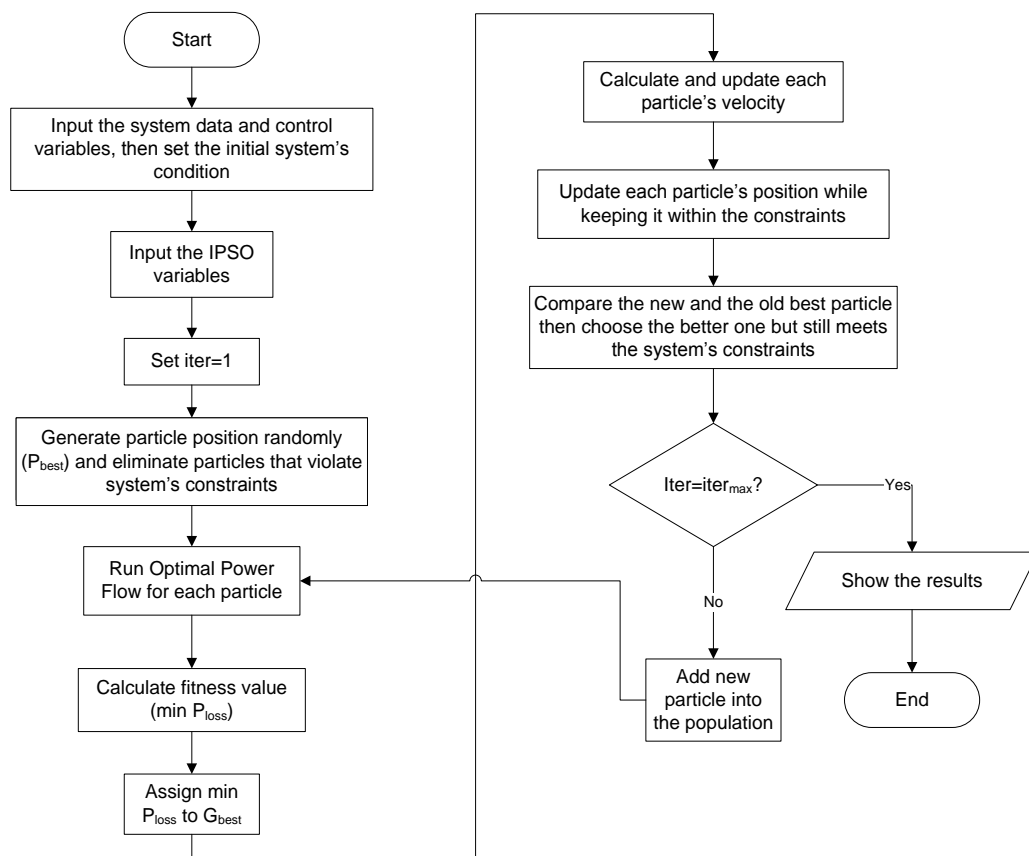 Start
Input the system data and control
variables, then set the initial system's
condition
Input the IPSO
variables
Set iter=1
Generate particle position randomly
(Pbest) and eliminate particles that violate
system's constraints
Run Optimal Power
Flow for each particle
Calculate fitness value
(min Ploss)
Assign min
Ploss to Gbest
Calculate and update each
particle's velocity
Update each particle's position while
keeping it within the constraints
Compare the new and the old best particle
then choose the better one but still meets
the system's constraints
Iter=itermax?
Yes
No
Show the results
Add new
particle into
the population
End